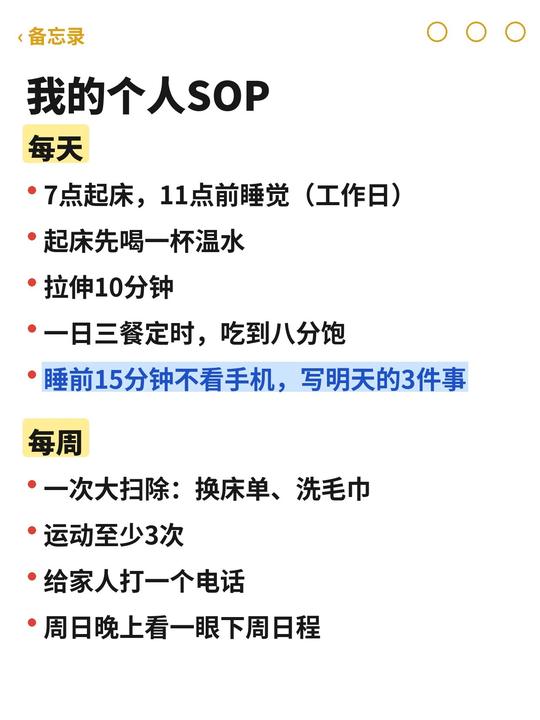 ‹ 备忘录
我的个人SOP
每天
• 7点起床，11点前睡觉（工作日）
• 起床先喝一杯温水
• 拉伸10分钟
• 一日三餐定时，吃到八分饱
• 睡前15分钟不看手机，写明天的3件事
每周
• 一次大扫除：换床单、洗毛巾
• 运动至少3次
• 给家人打一个电话
• 周日晚上看一眼下周日程